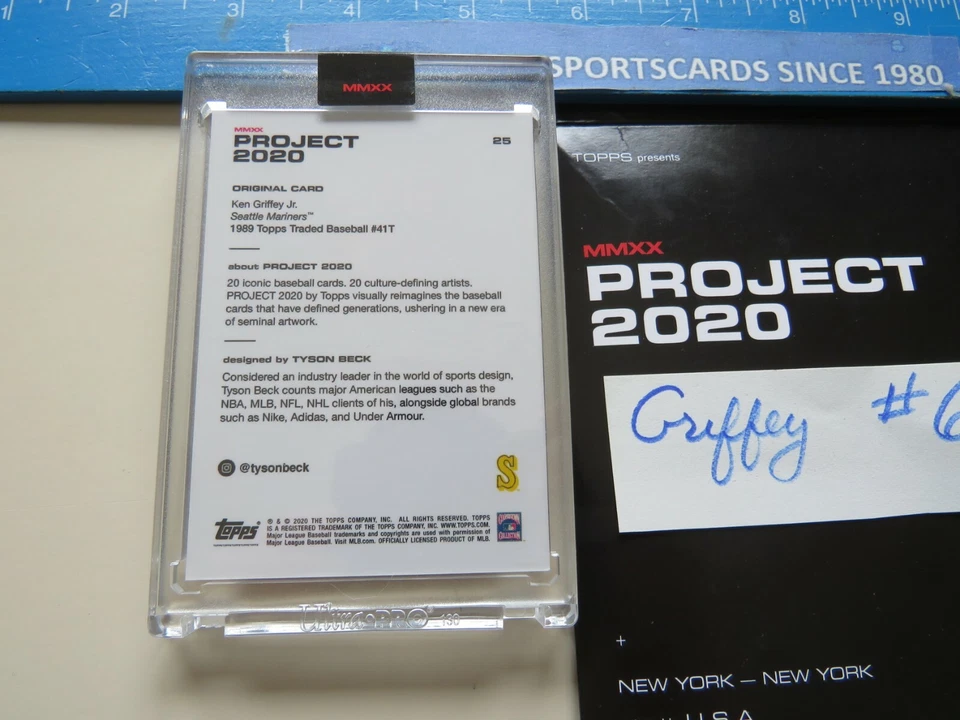 1 2 3 4 5 6 7 8 9
SPORTSCARDS SINCE 1980
MMXX
MMXX
PROJECT
2020
25
ORIGINAL CARD
Ken Griffey Jr.
Seattle Mariners™
1989 Topps Traded Baseball #41T
about PROJECT 2020
20 iconic baseball cards. 20 culture-defining artists.
PROJECT 2020 by Topps visually reimagines the baseball
cards that have defined generations, ushering in a new era
of seminal artwork.
designed by TYSON BECK
Considered an industry leader in the world of sports design,
Tyson Beck counts major American leagues such as the
NBA, MLB, NFL, NHL clients of his, alongside global brands
such as Nike, Adidas, and Under Armour.
@tysonbeck
S
Topps
® & © 2020 THE TOPPS COMPANY, INC. ALL RIGHTS RESERVED. TOPPS
IS A REGISTERED TRADEMARK OF THE TOPPS COMPANY, INC. WWW.TOPPS.COM.
Major League Baseball trademarks and copyrights are used with permission of
Major League Baseball. Visit MLB.com. OFFICIALLY LICENSED PRODUCT OF MLB.
UltraPRO® 130
TOPPS presents
MMXX
PROJECT
2020
Griffey #6
+
NEW YORK — NEW YORK
U.S.A